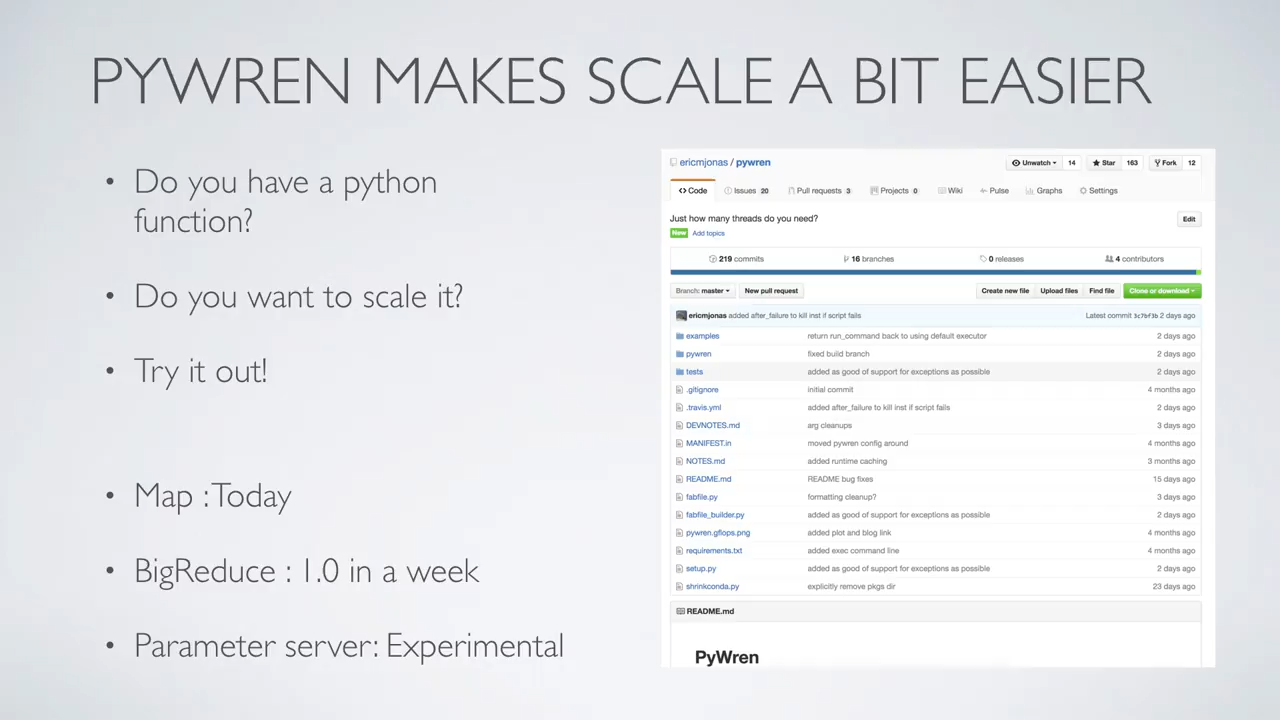 PYWREN MAKES SCALE A BIT EASIER
• Do you have a python
function?
• Do you want to scale it?
• Try it out!
• Map : Today
• BigReduce : 1.0 in a week
• Parameter server: Experimental
ericmjonas / pywren
Unwatch 14 Star 163 Fork 12
Code Issues 20 Pull requests 3 Projects 0 Wiki Pulse Graphs Settings
Just how many threads do you need? Edit
New Add topics
219 commits 16 branches 0 releases 4 contributors
Branch: master New pull request Create new file Upload files Find file Clone or download
ericmjonas added after_failure to kill inst if script fails Latest commit 3c7bf3b 2 days ago
examples return run_command back to using default executor 2 days ago
pywren fixed build branch 2 days ago
tests added as good of support for exceptions as possible 2 days ago
.gitignore initial commit 4 months ago
.travis.yml added after_failure to kill inst if script fails 2 days ago
DEVNOTES.md arg cleanups 3 days ago
MANIFEST.in moved pywren config around 4 months ago
NOTES.md added runtime caching 3 months ago
README.md README bug fixes 15 days ago
fabfile.py formatting cleanup? 3 days ago
fabfile_builder.py added as good of support for exceptions as possible 2 days ago
pywren.gflops.png added plot and blog link 4 months ago
requirements.txt added exec command line 4 months ago
setup.py added as good of support for exceptions as possible 2 days ago
shrinkconda.py explicitly remove pkgs dir 23 days ago
README.md
PyWren